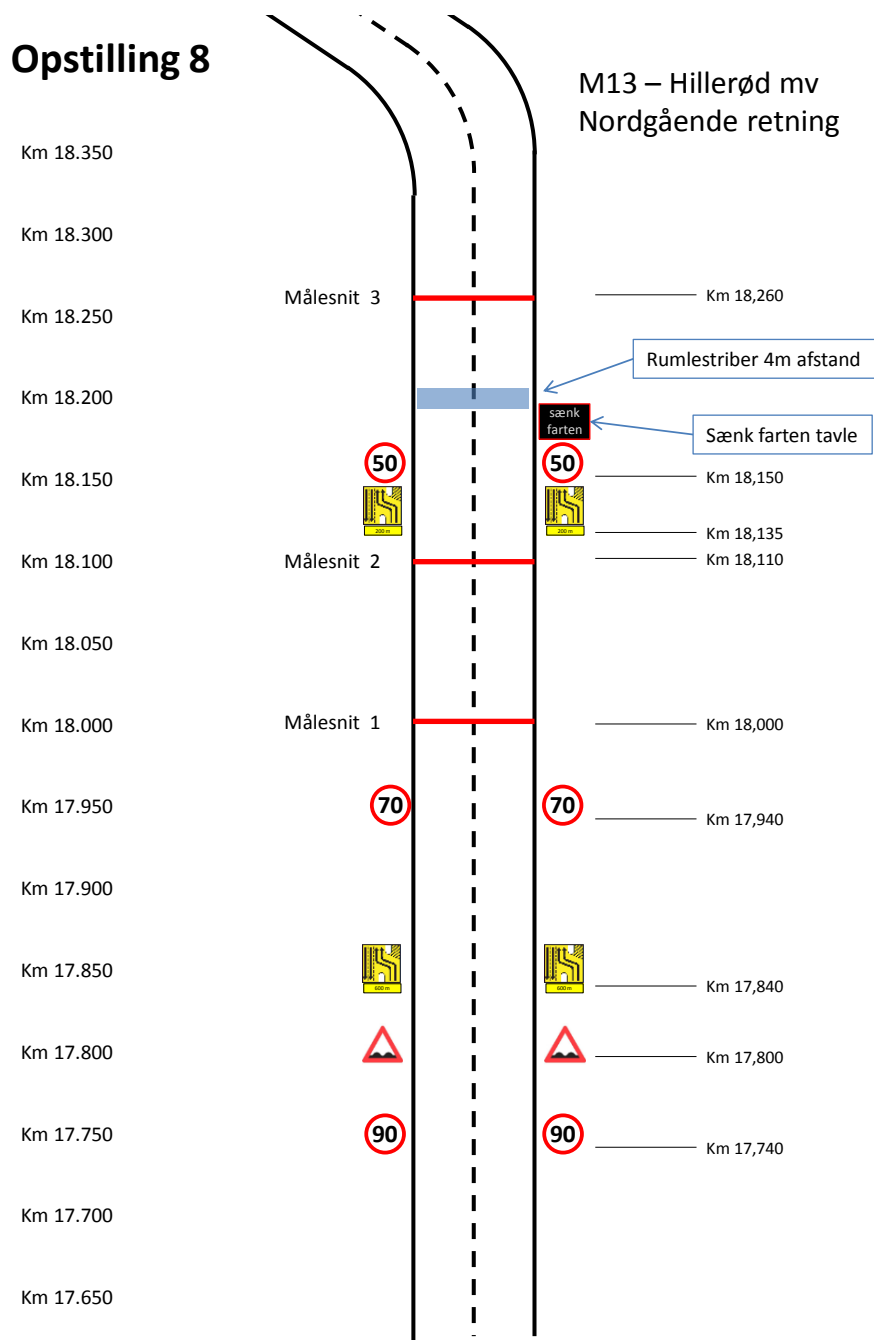 Opstilling 8
M13 – Hillerød mv
Nordgående retning
Km 18.350
Km 18.300
Målesnit 3
Km 18,260
Km 18.250
Rumlestriber 4m afstand
Km 18.200
sænk
farten
Sænk farten tavle
50
50
Km 18.150
Km 18,150
200 m
200 m
Km 18,135
Km 18.100
Målesnit 2
Km 18,110
Km 18.050
Km 18.000
Målesnit 1
Km 18,000
Km 17.950
70
70
Km 17,940
Km 17.900
Km 17.850
600 m
600 m
Km 17,840
Km 17.800
Km 17,800
Km 17.750
90
90
Km 17,740
Km 17.700
Km 17.650